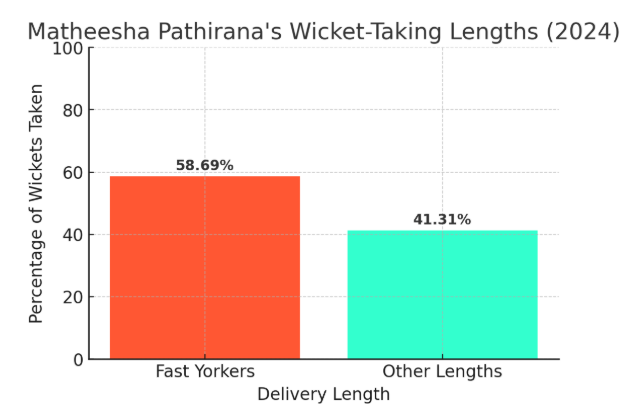 Matheesha Pathirana's Wicket-Taking Lengths (2024)
Percentage of Wickets Taken
100
80
60
40
20
0
58.69%
41.31%
Fast Yorkers
Other Lengths
Delivery Length